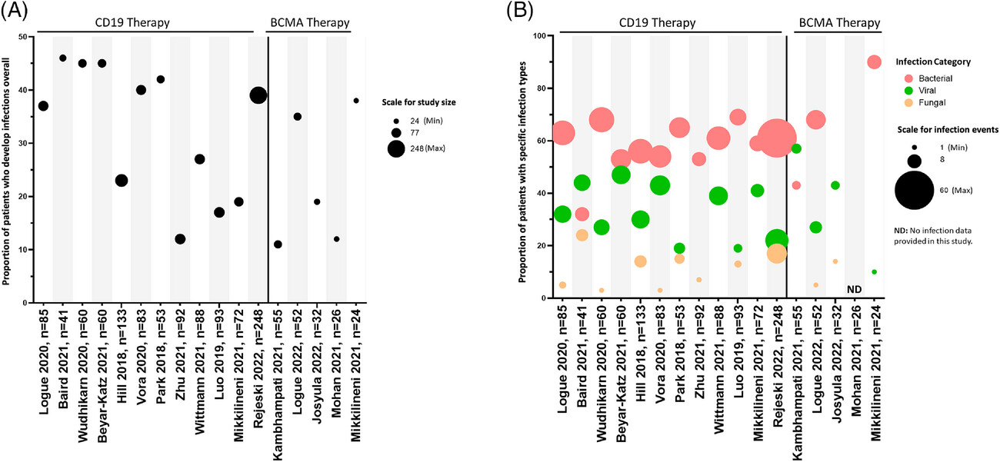 (A)
CD19 Therapy
BCMA Therapy
Proportion of patients who develop infections overall
50
40
30
20
10
0
Logue 2020, n=85
Baird 2021, n=41
Wudhikarn 2020, n=60
Beyar-Katz 2021, n=60
Hill 2018, n=133
Vora 2020, n=83
Park 2018, n=53
Zhu 2021, n=92
Wittmann 2021, n=88
Luo 2019, n=93
Mikkilineni 2021, n=72
Rejeski 2022, n=248
Kambhampati 2021, n=55
Logue 2022, n=52
Josyula 2022, n=32
Mohan 2021, n=26
Mikkilineni 2021, n=24
Scale for study size
24 (Min)
77
248 (Max)
(B)
CD19 Therapy
BCMA Therapy
Proportion of patients with specific infection types
100
80
60
40
20
0
ND
Logue 2020, n=85
Baird 2021, n=41
Wudhikarn 2020, n=60
Beyar-Katz 2021, n=60
Hill 2018, n=133
Vora 2020, n=83
Park 2018, n=53
Zhu 2021, n=92
Wittmann 2021, n=88
Luo 2019, n=93
Mikkilineni 2021, n=72
Rejeski 2022, n=248
Kambhampati 2021, n=55
Logue 2022, n=52
Josyula 2022, n=32
Mohan 2021, n=26
Mikkilineni 2021, n=24
Infection Category
Bacterial
Viral
Fungal
Scale for infection events
1 (Min)
8
60 (Max)
ND: No infection data
provided in this study.